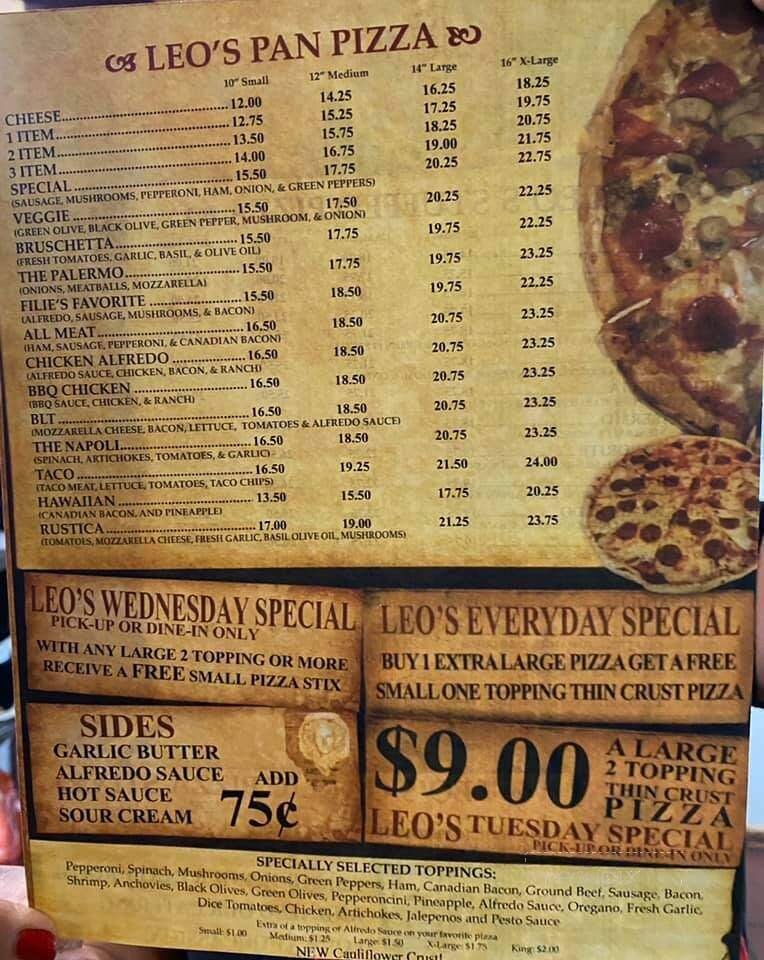 LEO'S PAN PIZZA
10" Small 12" Medium 14" Large 16" X-Large
CHEESE 12.00 14.25 16.25 18.25
1 ITEM 12.75 15.25 17.25 19.75
2 ITEM 13.50 15.75 18.25 20.75
3 ITEM 14.00 16.75 19.00 21.75
SPECIAL 15.50 17.75 20.25 22.75
(SAUSAGE, MUSHROOMS, PEPPERONI, HAM, ONION, & GREEN PEPPERS)
VEGGIE 15.50 17.50 20.25 22.25
(GREEN OLIVE, BLACK OLIVE, GREEN PEPPER, MUSHROOM, & ONION)
BRUSCHETTA 15.50 17.75 19.75 22.25
(FRESH TOMATOES, GARLIC, BASIL, & OLIVE OIL)
THE PALERMO 15.50 17.75 19.75 23.25
(ONIONS, MEATBALLS, MOZZARELLA)
FILIE'S FAVORITE 15.50 18.50 19.75 22.25
(ALFREDO, SAUSAGE, MUSHROOMS, & BACON)
ALL MEAT 16.50 18.50 20.75 23.25
(HAM, SAUSAGE, PEPPERONI, & CANADIAN BACON)
CHICKEN ALFREDO 16.50 18.50 20.75 23.25
(ALFREDO SAUCE, CHICKEN, BACON, & RANCH)
BBQ CHICKEN 16.50 18.50 20.75 23.25
(BBQ SAUCE, CHICKEN, & RANCH)
BLT 16.50 18.50 20.75 23.25
(MOZZARELLA CHEESE, BACON, LETTUCE, TOMATOES & ALFREDO SAUCE)
THE NAPOLI 16.50 18.50 20.75 23.25
(SPINACH, ARTICHOKES, TOMATOES, & GARLIC)
TACO 16.50 19.25 21.50 24.00
(TACO MEAT, LETTUCE, TOMATOES, TACO CHIPS)
HAWAIIAN 13.50 15.50 17.75 20.25
(CANADIAN BACON, AND PINEAPPLE)
RUSTICA 17.00 19.00 21.25 23.75
(TOMATOES, MOZZARELLA CHEESE, FRESH GARLIC, BASIL OLIVE OIL, MUSHROOMS)
LEO'S WEDNESDAY SPECIAL
PICK-UP OR DINE-IN ONLY
WITH ANY LARGE 2 TOPPING OR MORE
RECEIVE A FREE SMALL PIZZA STIX
LEO'S EVERYDAY SPECIAL
BUY 1 EXTRA LARGE PIZZA GET A FREE
SMALL ONE TOPPING THIN CRUST PIZZA
SIDES
GARLIC BUTTER
ALFREDO SAUCE
HOT SAUCE
SOUR CREAM
ADD
75¢
$9.00
A LARGE
2 TOPPING
THIN CRUST
PIZZA
LEO'S TUESDAY SPECIAL
PICK-UP OR DINE-IN ONLY
SPECIALLY SELECTED TOPPINGS:
Pepperoni, Spinach, Mushrooms, Onions, Green Peppers, Ham, Canadian Bacon, Ground Beef, Sausage, Bacon,
Shrimp, Anchovies, Black Olives, Green Olives, Pepperoncini, Pineapple, Alfredo Sauce, Oregano, Fresh Garlic,
Dice Tomatoes, Chicken, Artichokes, Jalepenos and Pesto Sauce
Extra of a topping or Alfredo Sauce on your favorite pizza
Small: $1.00 Medium: $1.25 Large: $1.50 X-Large: $1.75 King: $2.00
NEW Cauliflower Crust!